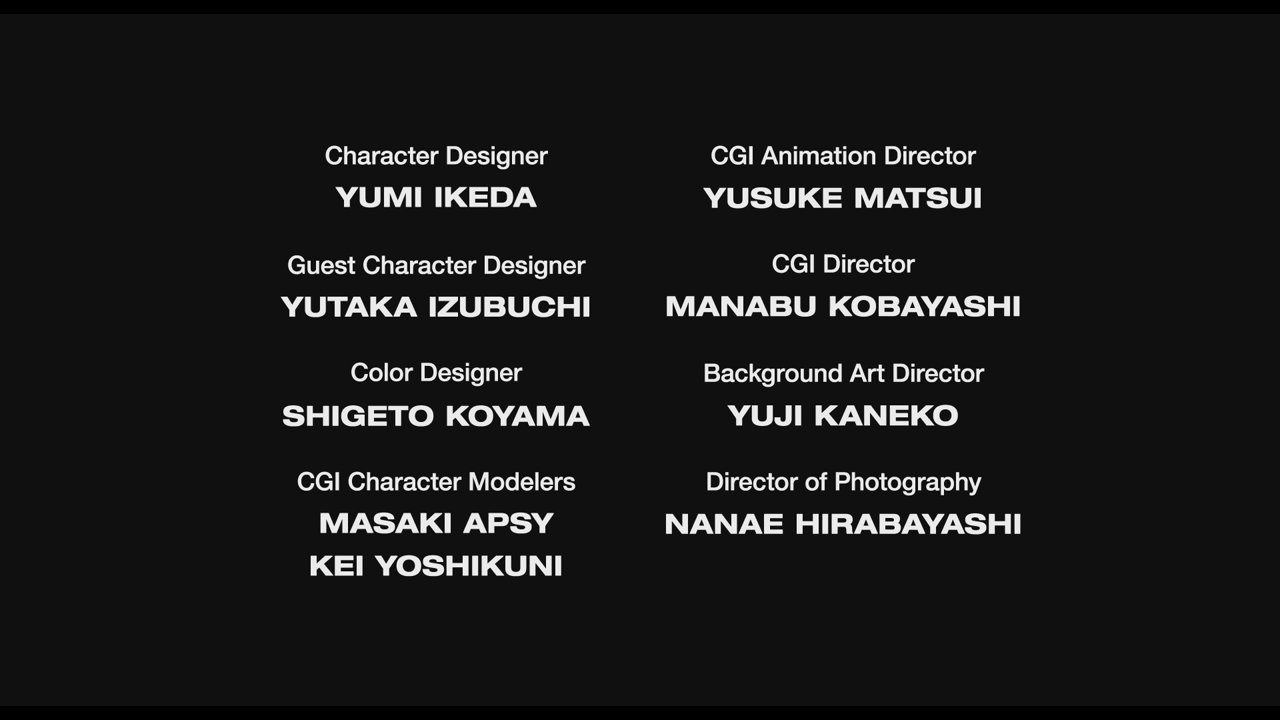 Character Designer
YUMI IKEDA
Guest Character Designer
YUTAKA IZUBUCHI
Color Designer
SHIGETO KOYAMA
CGI Character Modelers
MASAKI APSY
KEI YOSHIKUNI
CGI Animation Director
YUSUKE MATSUI
CGI Director
MANABU KOBAYASHI
Background Art Director
YUJI KANEKO
Director of Photography
NANAE HIRABAYASHI